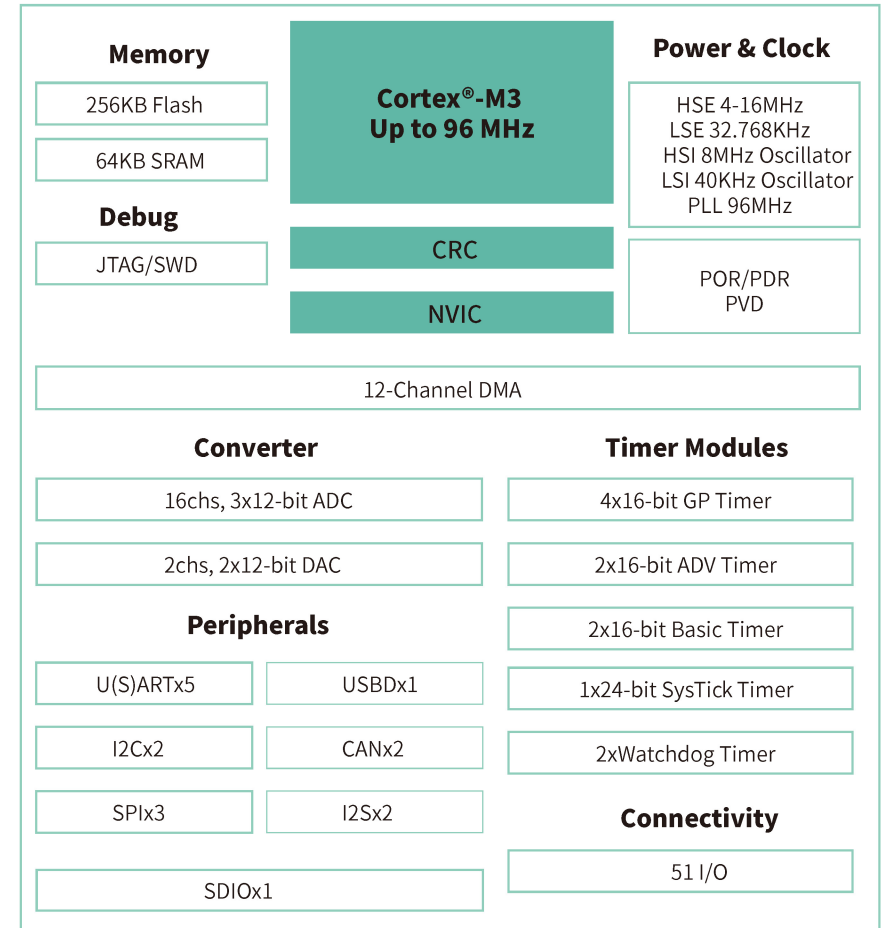 Memory
256KB Flash
64KB SRAM
Debug
JTAG/SWD
Cortex®-M3
Up to 96 MHz
CRC
NVIC
Power & Clock
HSE 4-16MHz
LSE 32.768KHz
HSI 8MHz Oscillator
LSI 40KHz Oscillator
PLL 96MHz
POR/PDR
PVD
12-Channel DMA
Converter
16chs, 3x12-bit ADC
2chs, 2x12-bit DAC
Peripherals
U(S)ARTx5
USBDx1
I2Cx2
CANx2
SPIx3
I2Sx2
SDIOx1
Timer Modules
4x16-bit GP Timer
2x16-bit ADV Timer
2x16-bit Basic Timer
1x24-bit SysTick Timer
2xWatchdog Timer
Connectivity
51 I/O